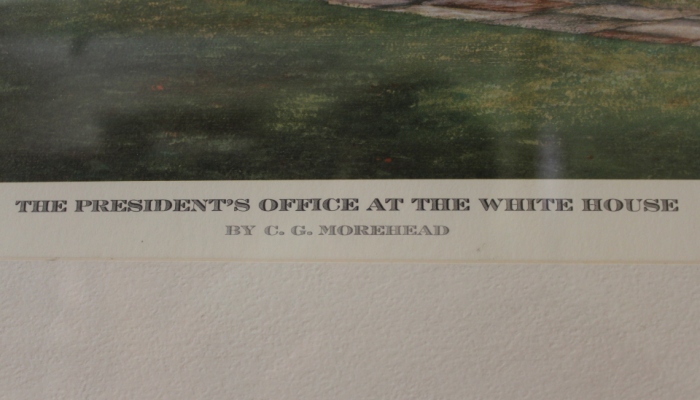 THE PRESIDENT'S OFFICE AT THE WHITE HOUSE
BY C. G. MOREHEAD